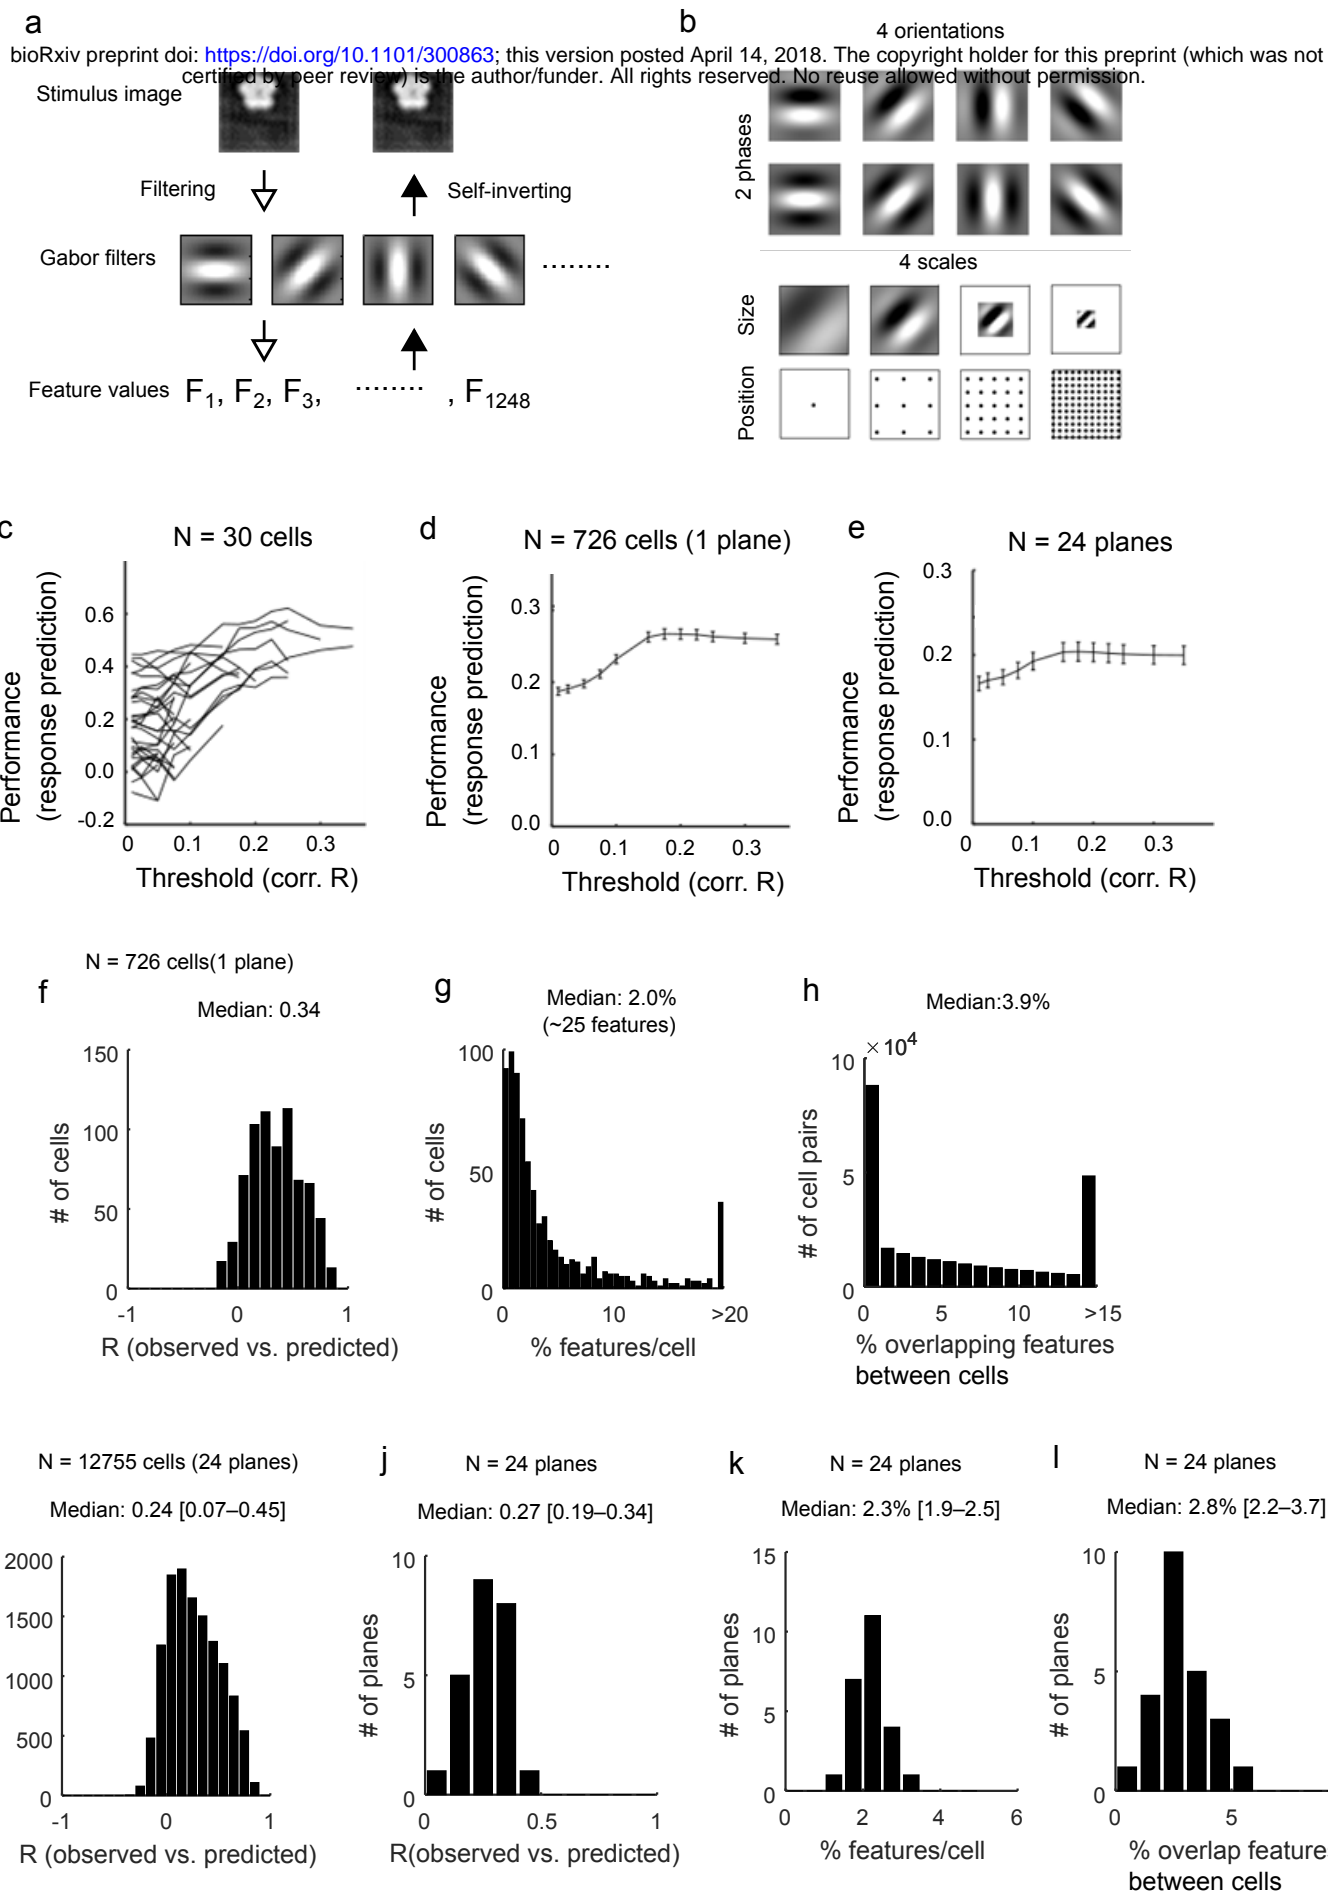 a
b
4 orientations
bioRxiv preprint doi: https://doi.org/10.1101/300863; this version posted April 14, 2018. The copyright holder for this preprint (which was not
certified by peer review) is the author/funder. All rights reserved. No reuse allowed without permission.
Stimulus image
Filtering
Self-inverting
Gabor filters
........
Feature values F1, F2, F3, ........ , F1248
2 phases
4 scales
Size
Position
c
N = 30 cells
Performance
(response prediction)
0.6
0.4
0.2
0.0
-0.2
0 0.1 0.2 0.3
Threshold (corr. R)
d
N = 726 cells (1 plane)
Performance
(response prediction)
0.3
0.2
0.1
0.0
0 0.1 0.2 0.3
Threshold (corr. R)
e
N = 24 planes
Performance
(response prediction)
0.3
0.2
0.1
0.0
0 0.1 0.2 0.3
Threshold (corr. R)
N = 726 cells(1 plane)
f
Median: 0.34
# of cells
150
100
50
0
-1 0 1
R (observed vs. predicted)
g
Median: 2.0%
(~25 features)
# of cells
100
50
0
0 10 >20
% features/cell
h
Median:3.9%
× 10^4
# of cell pairs
10
5
0
0 5 10 >15
% overlapping features
between cells
N = 12755 cells (24 planes)
Median: 0.24 [0.07–0.45]
2000
1500
1000
500
0
-1 0 1
R (observed vs. predicted)
j
N = 24 planes
Median: 0.27 [0.19–0.34]
# of planes
10
5
0
0 0.5 1
R(observed vs. predicted)
k
N = 24 planes
Median: 2.3% [1.9–2.5]
# of planes
15
10
5
0
0 2 4 6
% features/cell
l
N = 24 planes
Median: 2.8% [2.2–3.7]
# of planes
10
5
0
0 5
% overlap feature
between cells